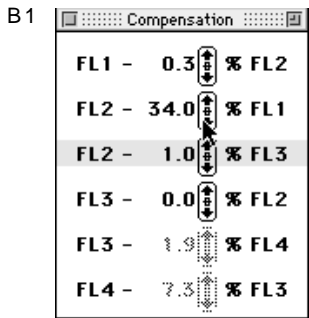 B1
Compensation
FL1 - 0.3 % FL2
FL2 - 34.0 % FL1
FL2 - 1.0 % FL3
FL3 - 0.0 % FL2
FL3 - 1.9 % FL4
FL4 - 7.3 % FL3